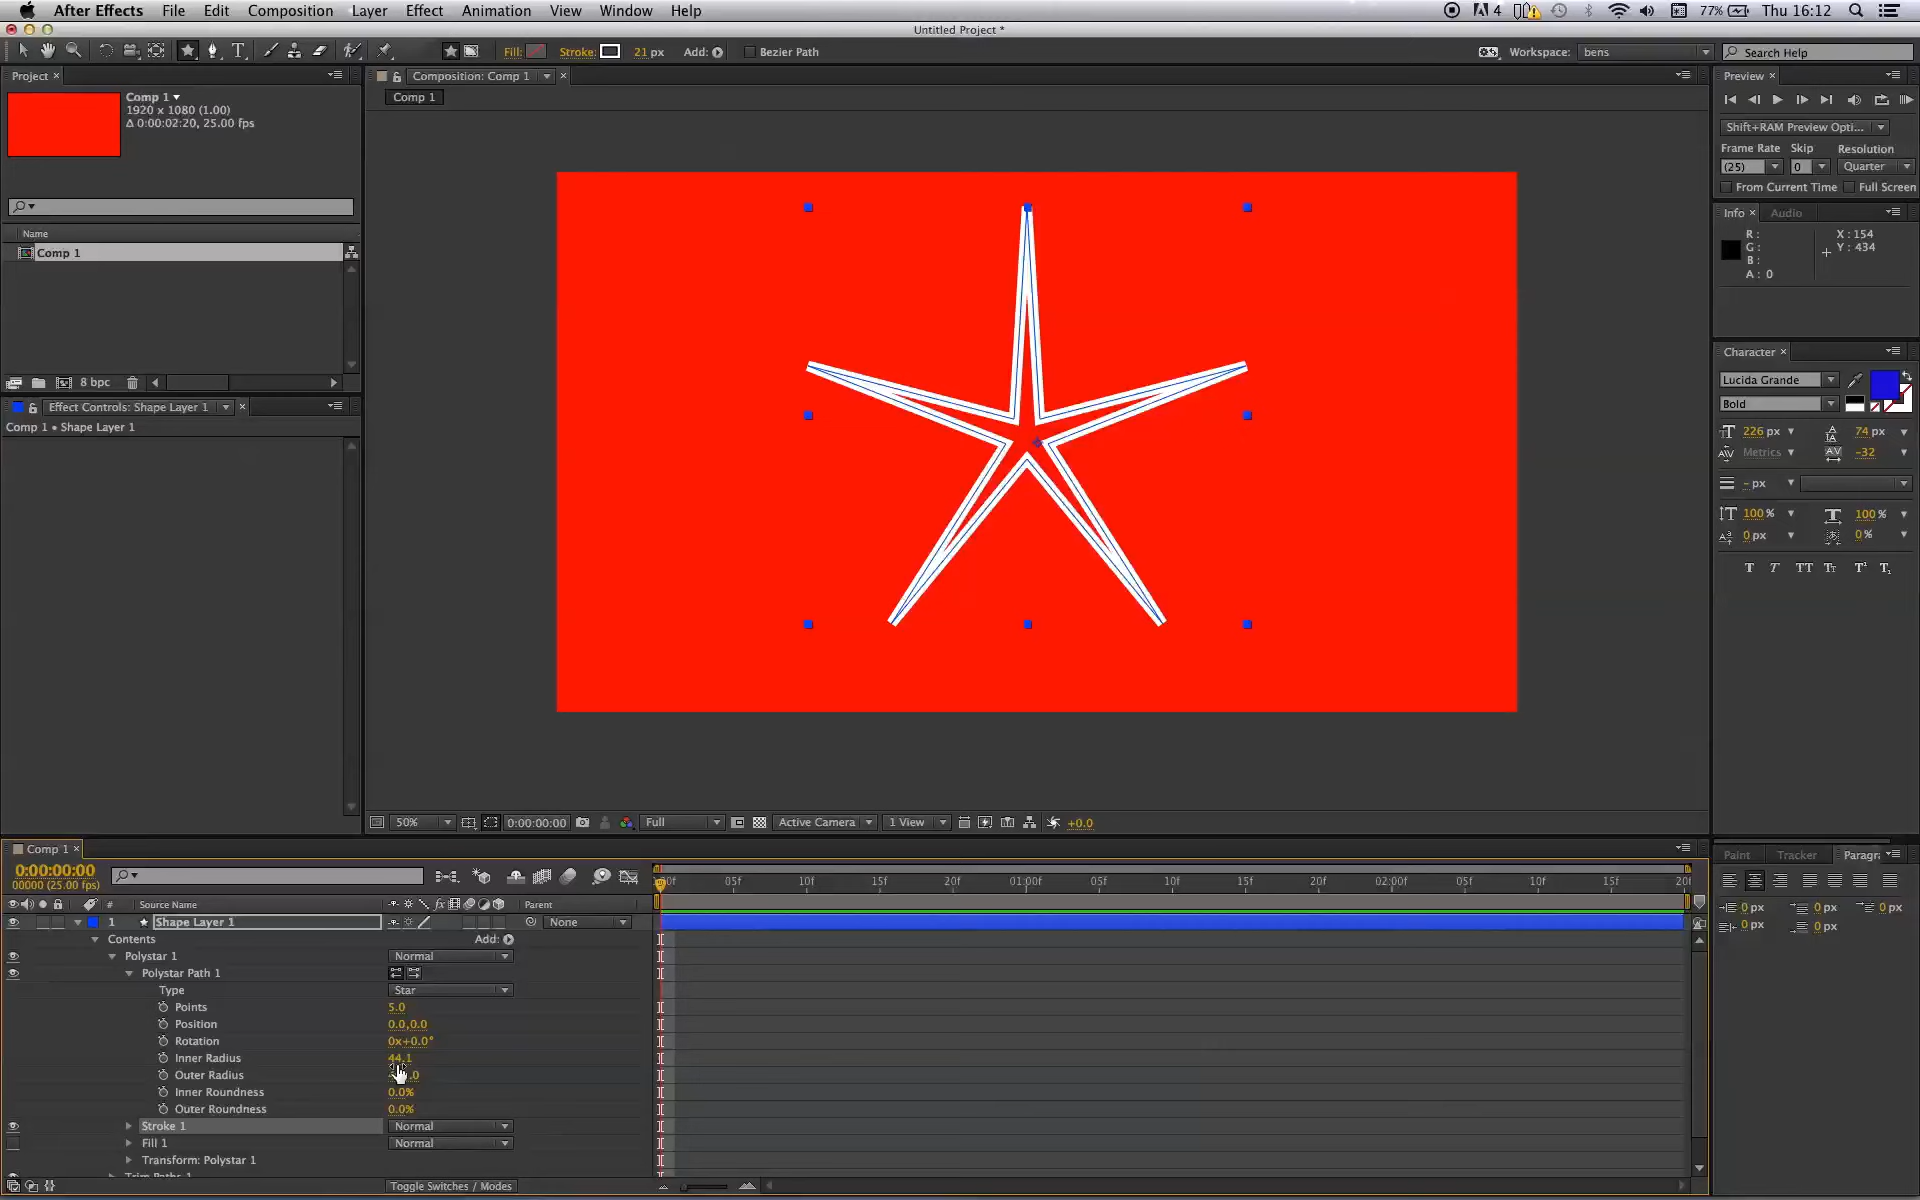 After Effects File Edit Composition Layer Effect Animation View Window Help 4 77% Thu 16:12
Untitled Project *
Fill: Stroke: 21 px Add: Bezier Path Workspace: bens Search Help
Project × Composition: Comp 1 × Preview ×
Comp 1
1920 x 1080 (1.00)
Δ 0:00:02:20, 25.00 fps
Comp 1
Shift+RAM Preview Opti...
Frame Rate Skip Resolution
(25) 0 Quarter
From Current Time Full Screen
Info × Audio
R : X : 154
G : Y : 434
B :
A : 0
Name
Comp 1
8 bpc
Effect Controls: Shape Layer 1 ×
Comp 1 • Shape Layer 1
Character ×
Lucida Grande
Bold
226 px 74 px
Metrics -32
- px
100 % 100 %
0 px 0 %
T T TT Tt T¹ T₁
50% 0:00:00:00 Full Active Camera 1 View +0.0
Comp 1 ×
0:00:00:00
00000 (25.00 fps)
05f 10f 15f 20f 01:00f 05f 10f 15f 20f 02:00f 05f 10f 15f
# Source Name Parent
1 Shape Layer 1 None
Contents Add:
Polystar 1 Normal
Polystar Path 1
Type Star
Points 5.0
Position 0.0,0.0
Rotation 0x+0.0°
Inner Radius 44.1
Outer Radius
Inner Roundness 0.0%
Outer Roundness 0.0%
Stroke 1 Normal
Fill 1 Normal
Transform: Polystar 1
Trim Paths 1
Toggle Switches / Modes
Paint Tracker Paragr
0 px 0 px 0 px
0 px 0 px